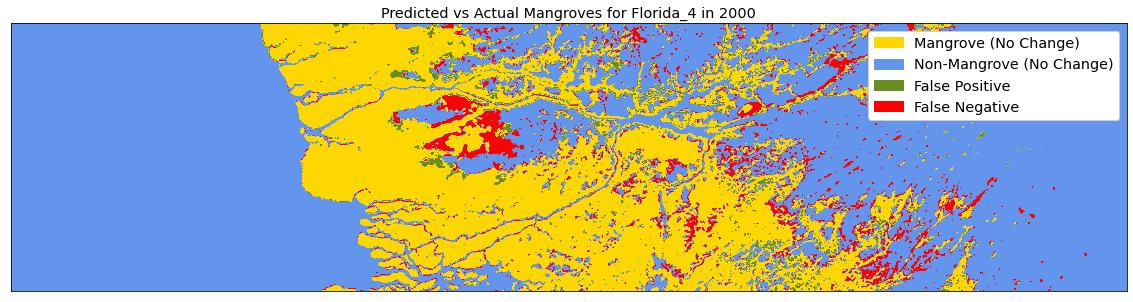 Predicted vs Actual Mangroves for Florida_4 in 2000
Mangrove (No Change)
Non-Mangrove (No Change)
False Positive
False Negative